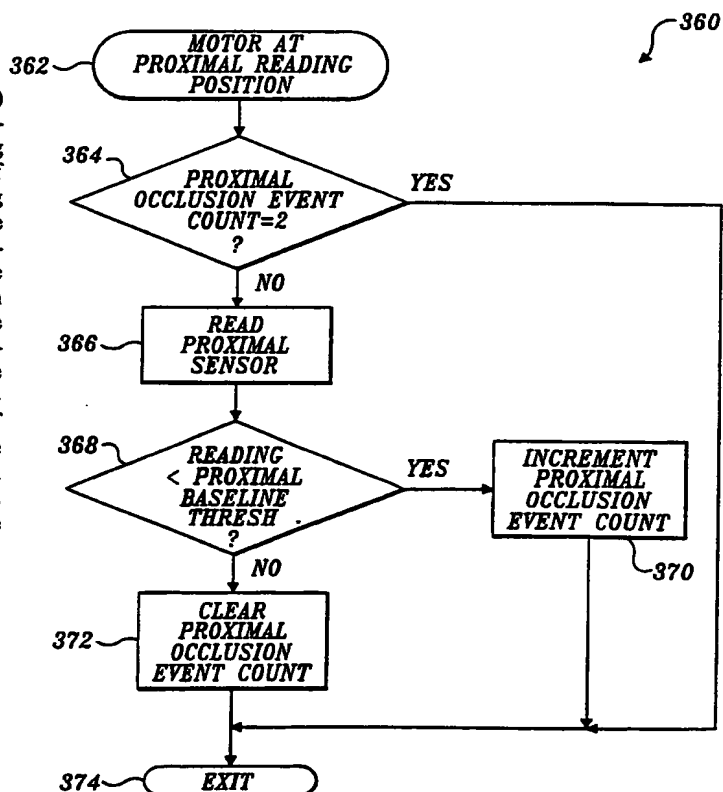 360
362
MOTOR AT
PROXIMAL READING
POSITION
364
PROXIMAL
OCCLUSION EVENT
COUNT=2
?
YES
NO
366
READ
PROXIMAL
SENSOR
368
READING
< PROXIMAL
BASELINE
THRESH
?
YES
INCREMENT
PROXIMAL
OCCLUSION
EVENT COUNT
370
NO
372
CLEAR
PROXIMAL
OCCLUSION
EVENT COUNT
374
EXIT